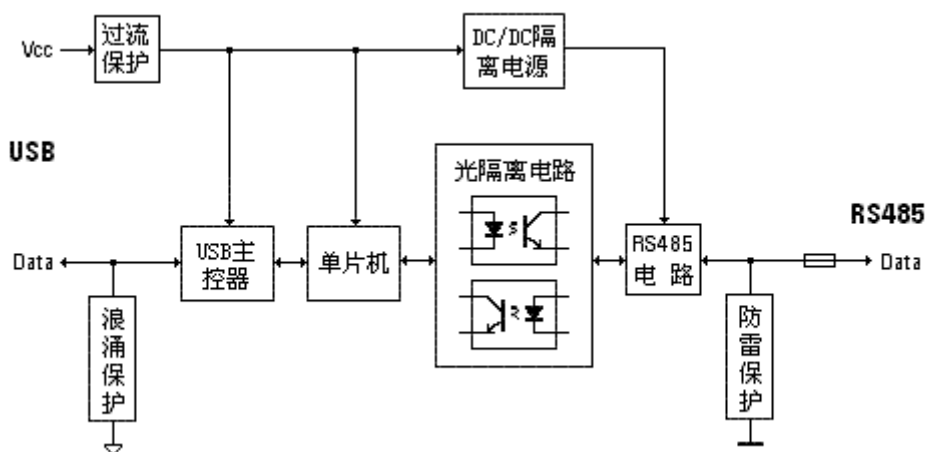 Vcc
过流
保护
DC/DC隔
离电源
USB
光隔离电路
RS485
Data
USB主
控器
单片机
RS485
电 路
Data
浪
涌
保
护
防
雷
保
护